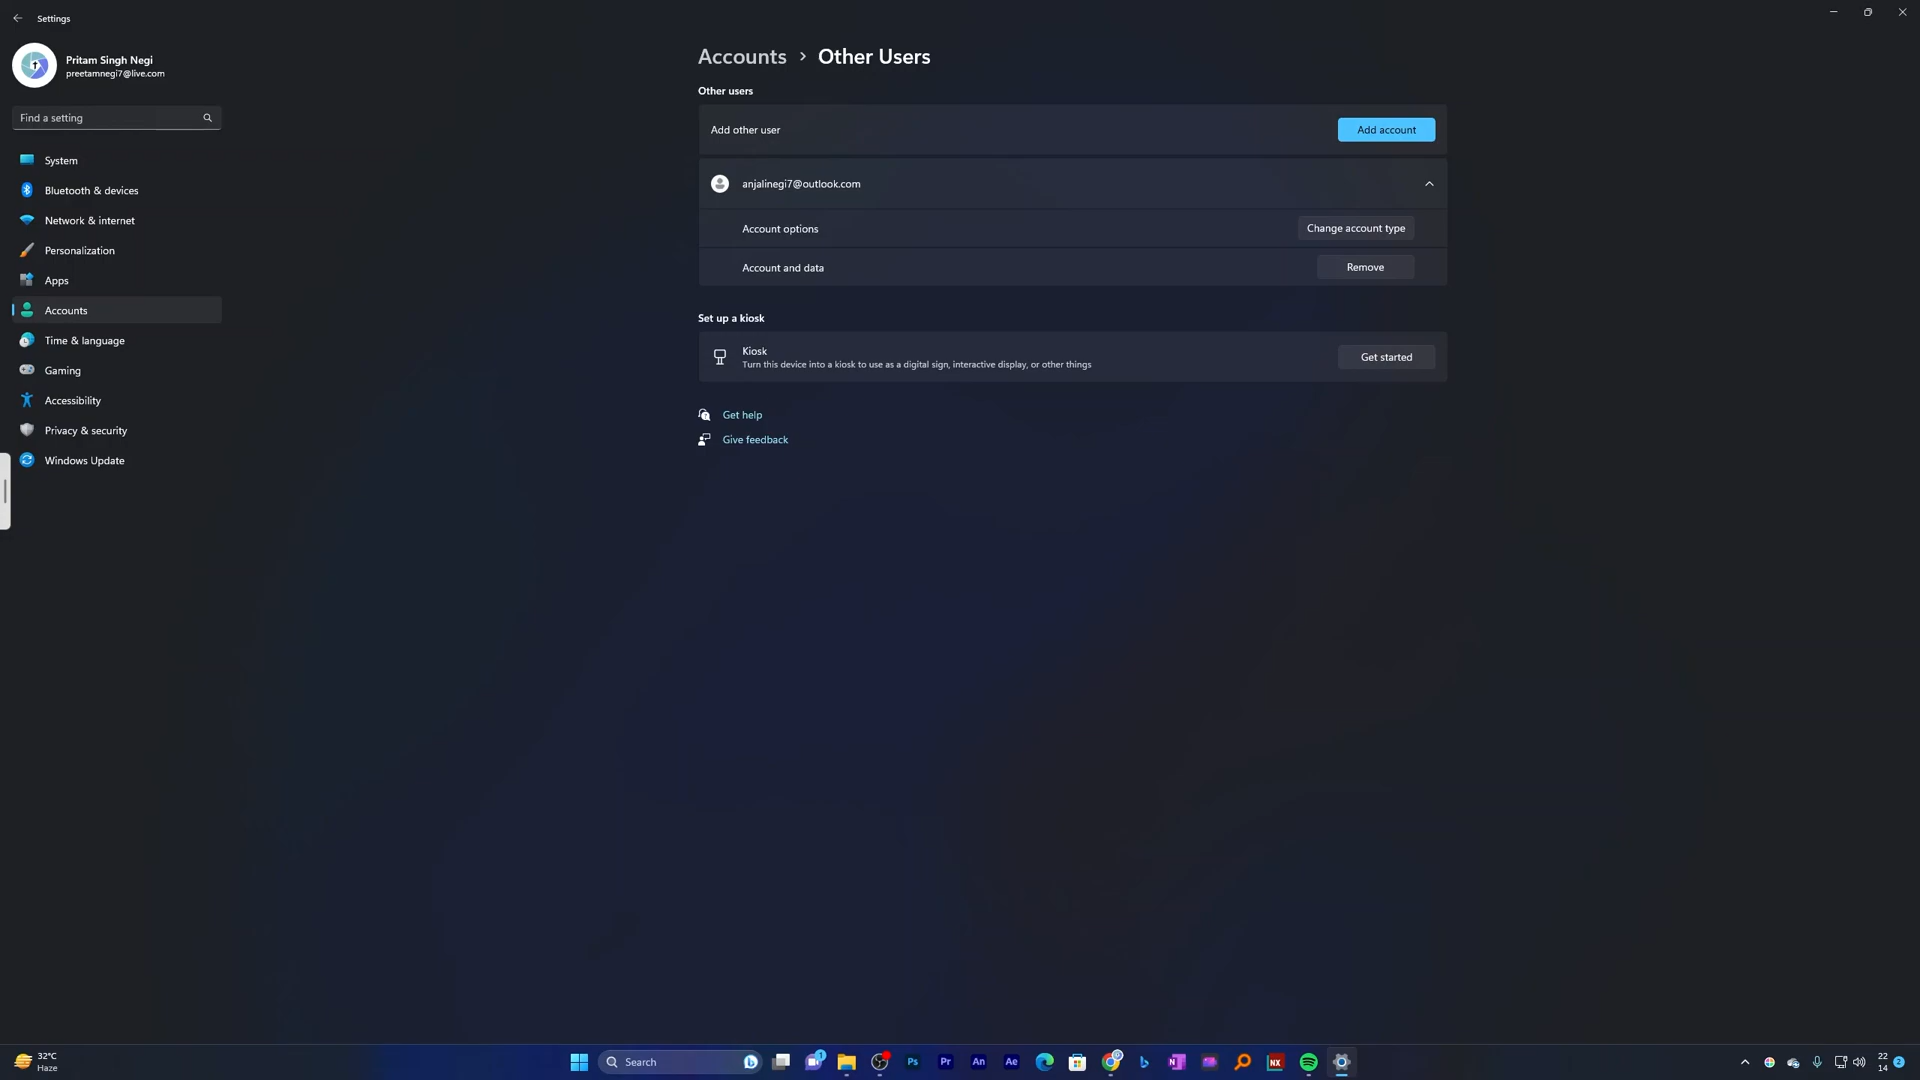 Settings
Pritam Singh Negi
preetamnegi7@live.com
Find a setting
System
Bluetooth & devices
Network & internet
Personalization
Apps
Accounts
Time & language
Gaming
Accessibility
Privacy & security
Windows Update
Accounts > Other Users
Other users
Add other user
Add account
anjalinegi7@outlook.com
Account options
Change account type
Account and data
Remove
Set up a kiosk
Kiosk
Turn this device into a kiosk to use as a digital sign, interactive display, or other things
Get started
Get help
Give feedback
32°C
Haze
Search
1
Ps
Pr
An
Ae
N
NX
22
14
2